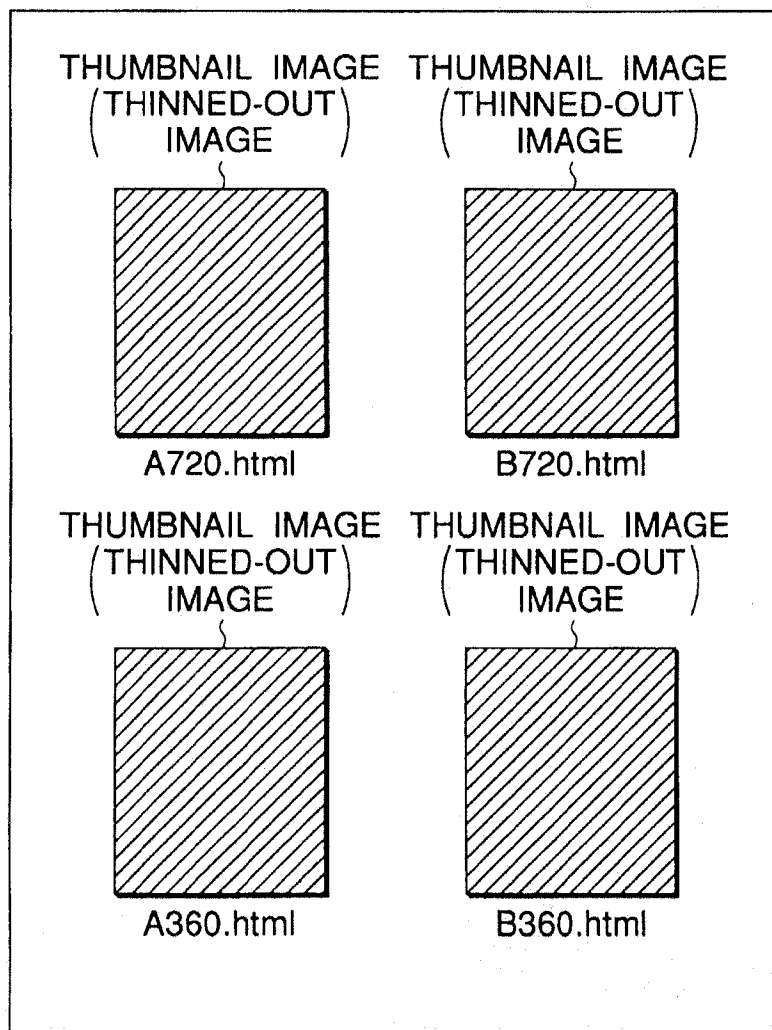 THUMBNAIL IMAGE
(THINNED-OUT
IMAGE)
A720.html
THUMBNAIL IMAGE
(THINNED-OUT
IMAGE)
B720.html
THUMBNAIL IMAGE
(THINNED-OUT
IMAGE)
A360.html
THUMBNAIL IMAGE
(THINNED-OUT
IMAGE)
B360.html